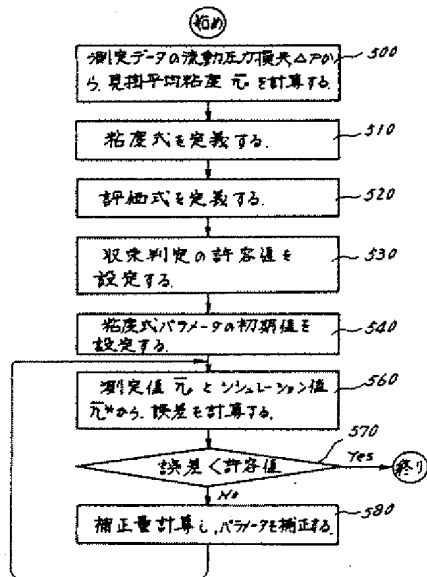 始め
測定データの流動圧力損失△Pか
ら、見掛平均粘度 η̅ を計算する.
500
粘度式を定義する.
510
評価式を定義する.
520
収束判定の許容値を
設定する.
530
粘度式パラメータの初期値を
設定する.
540
測定値 η̅ とシシュレーション値
η̅*から、誤差を計算する.
560
誤差<許容値
570
Yes
終り
No
補正量計算し、パラメータを補正する.
580